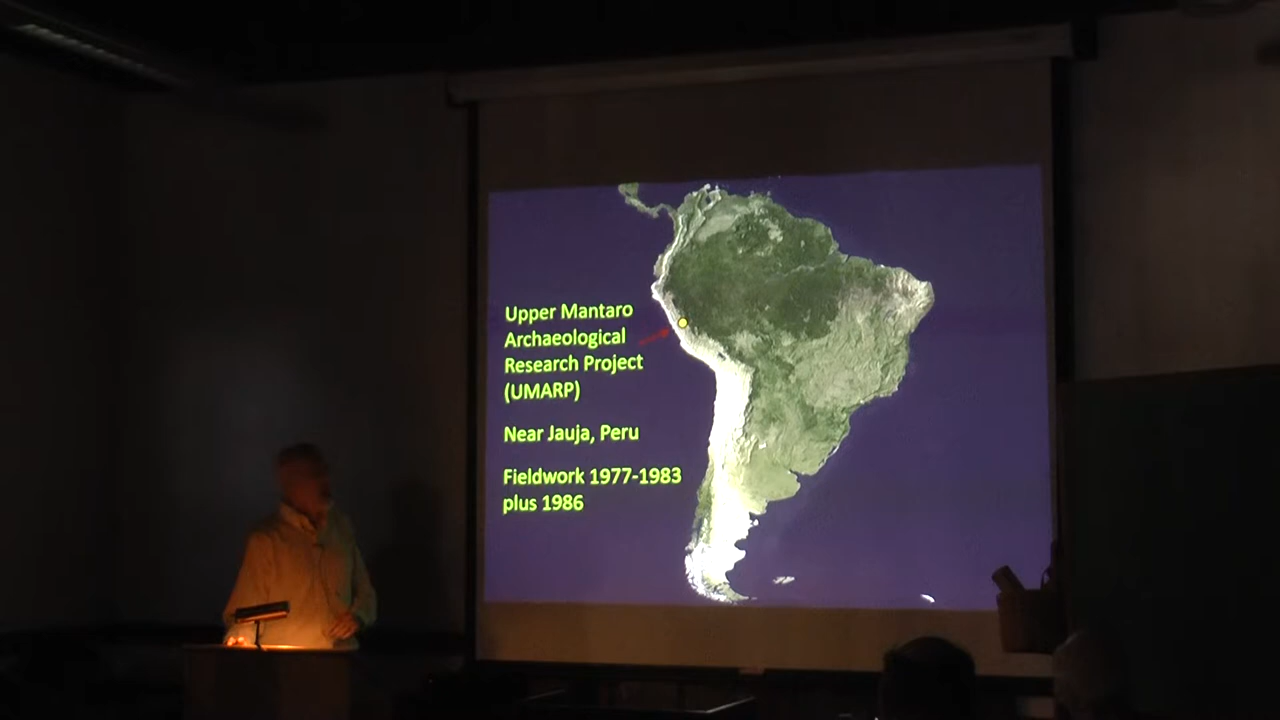 Upper Mantaro
Archaeological
Research Project
(UMARP)
Near Jauja, Peru
Fieldwork 1977-1983
plus 1986